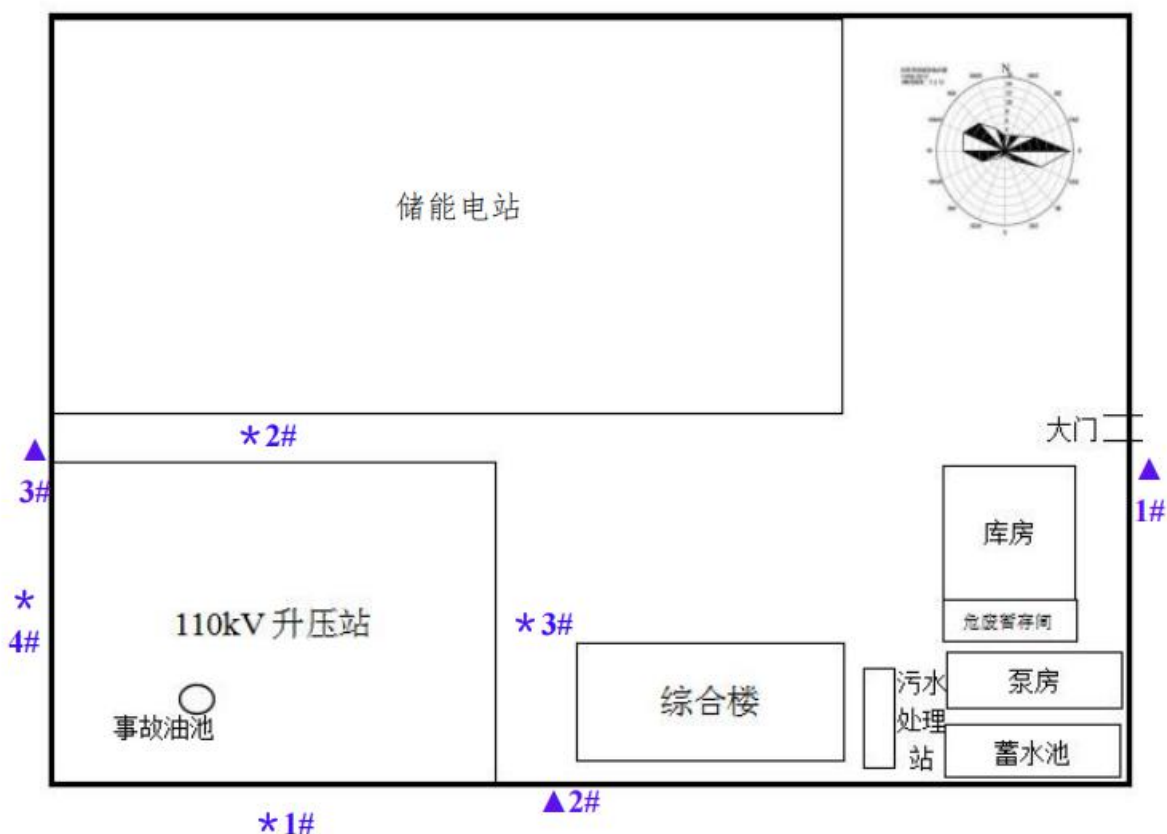 N
储能电站
*2#
大门
▲
3#
▲
1#
库房
*
4#
110kV 升压站
*3#
危废暂存间
事故油池
综合楼
污水
处理
站
泵房
蓄水池
▲2#
*1#